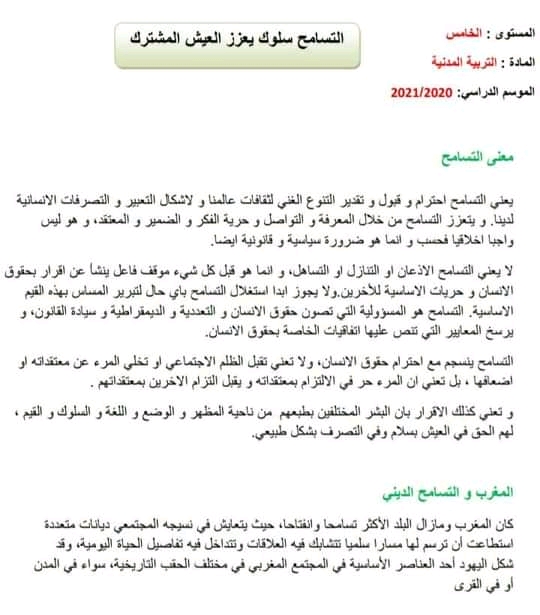 المستوى : الخامس
التسامح سلوك يعزز العيش المشترك
المادة : التربية المدنية
الموسم الدراسي: 2021/2020
معنى التسامح
يعني التسامح احترام و قبول و تقدير التنوع الغني لثقافات عالمنا و لاشكال التعبير و التصرفات الانسانية
لدينا. و يتعزز التسامح من خلال المعرفة و التواصل و حرية الفكر و الضمير و المعتقد، و هو ليس
واجبا اخلاقيا فحسب و انما هو ضرورة سياسية و قانونية ايضا.
لا يعني التسامح الاذعان او التنازل او التساهل، و انما هو قبل كل شيء موقف فاعل ينشأ عن اقرار بحقوق
الانسان و حريات الاساسية للأخرين.ولا يجوز ابدا استغلال التسامح باي حال لتبرير المساس بهذه القيم
الاساسية. التسامح هو المسؤولية التي تصون حقوق الانسان و التعددية و الديمقراطية و سيادة القانون، و
يرسخ المعايير التي تنص عليها اتفاقيات الخاصة بحقوق الانسان.
التسامح ينسجم مع احترام حقوق الانسان، ولا تعني تقبل الظلم الاجتماعي او تخلي المرء عن معتقداته او
اضعافها ، بل تعني ان المرء حر في الالتزام بمعتقداته و يقبل التزام الاخرين بمعتقداتهم .
و تعني كذلك الاقرار بان البشر المختلفين بطبعهم من ناحية المظهر و الوضع و اللغة و السلوك و القيم ،
لهم الحق في العيش بسلام وفي التصرف بشكل طبيعي.
المغرب و التسامح الديني
كان المغرب ومازال البلد الأكثر تسامحا وانفتاحا، حيث يتعايش في نسيجه المجتمعي ديانات متعددة
استطاعت أن ترسم لها مسارا سلميا تتشابك فيه العلاقات وتتداخل فيه تفاصيل الحياة اليومية، وقد
شكل اليهود أحد العناصر الأساسية في المجتمع المغربي في مختلف الحقب التاريخية، سواء في المدن
أو في القرى